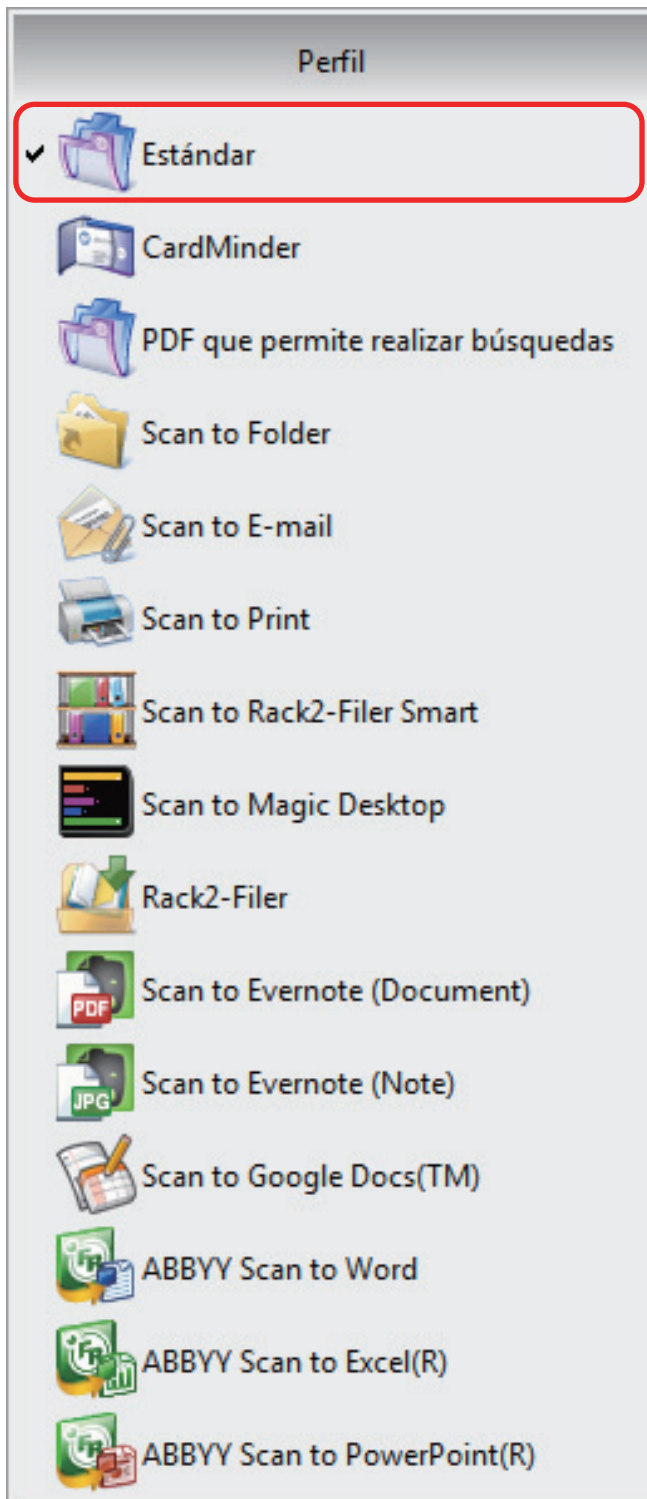 Perfil
Estándar
CardMinder
PDF que permite realizar búsquedas
Scan to Folder
Scan to E-mail
Scan to Print
Scan to Rack2-Filer Smart
Scan to Magic Desktop
Rack2-Filer
PDF
Scan to Evernote (Document)
JPG
Scan to Evernote (Note)
Scan to Google Docs(TM)
ABBYY Scan to Word
ABBYY Scan to Excel(R)
ABBYY Scan to PowerPoint(R)